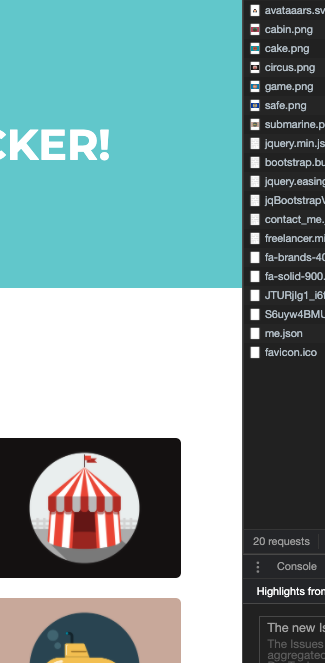 CKER!
avataaars.sv
cabin.png
cake.png
circus.png
game.png
safe.png
submarine.p
jquery.min.js
bootstrap.bu
jquery.easing
jqBootstrapV
contact_me.
freelancer.mi
fa-brands-40
fa-solid-900.
JTURjIg1_i6t
S6uyw4BMU
me.json
favicon.ico
20 requests
Console
Highlights from
The new Is
The Issues
aggregated